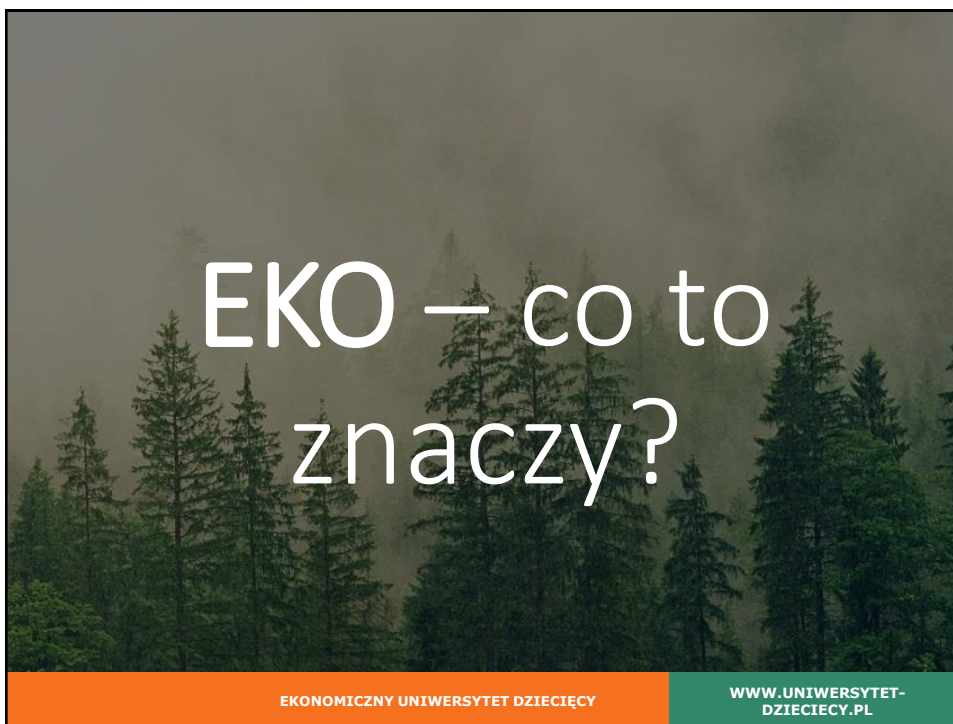 EKO – co to
znaczy?
EKONOMICZNY UNIWERSYTET DZIECIĘCY
WWW.UNIWERSYTET-
DZIECIECY.PL